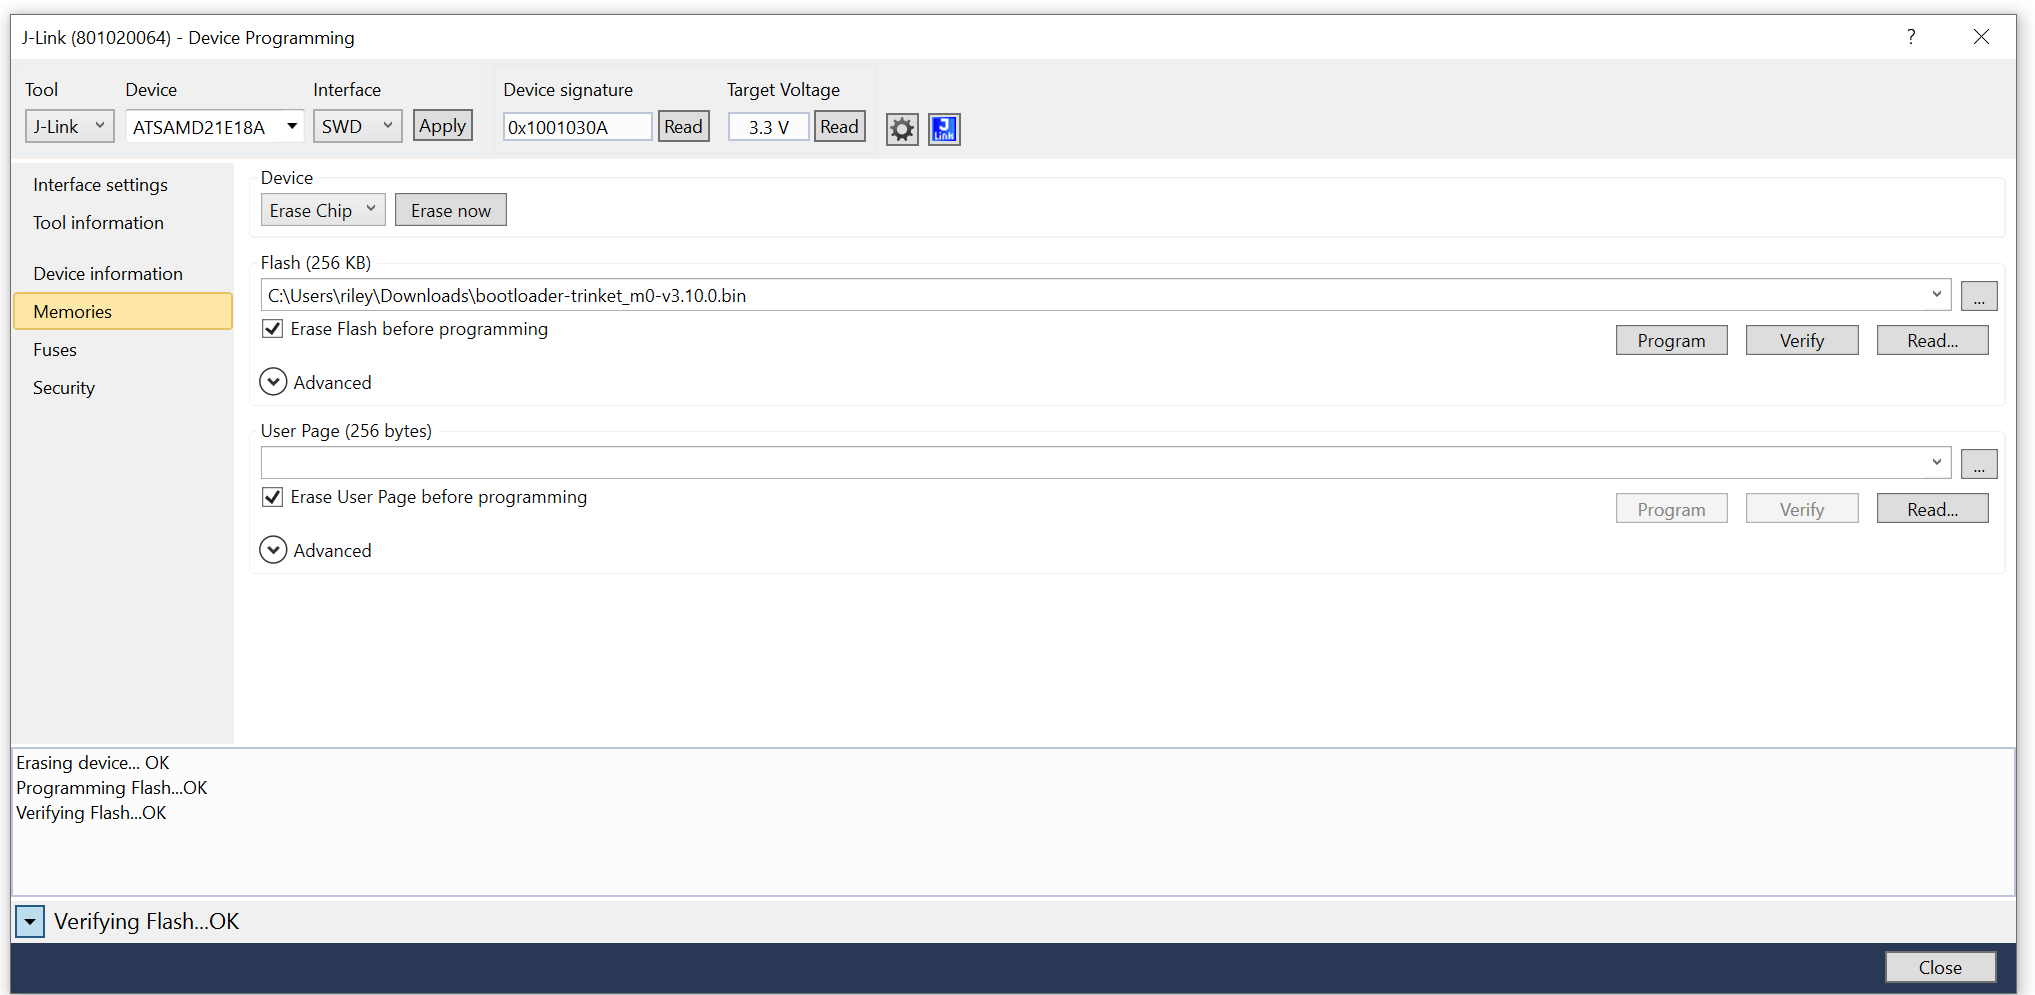 J-Link (801020064) - Device Programming
?
Tool Device Interface Device signature Target Voltage
J-Link ATSAMD21E18A SWD Apply 0x1001030A Read 3.3 V Read J Link
Interface settings
Tool information
Device information
Memories
Fuses
Security
Device
Erase Chip Erase now
Flash (256 KB)
C:\Users\riley\Downloads\bootloader-trinket_m0-v3.10.0.bin ...
Erase Flash before programming
Program Verify Read...
Advanced
User Page (256 bytes)
...
Erase User Page before programming
Program Verify Read...
Advanced
Erasing device... OK
Programming Flash...OK
Verifying Flash...OK
Verifying Flash...OK
Close